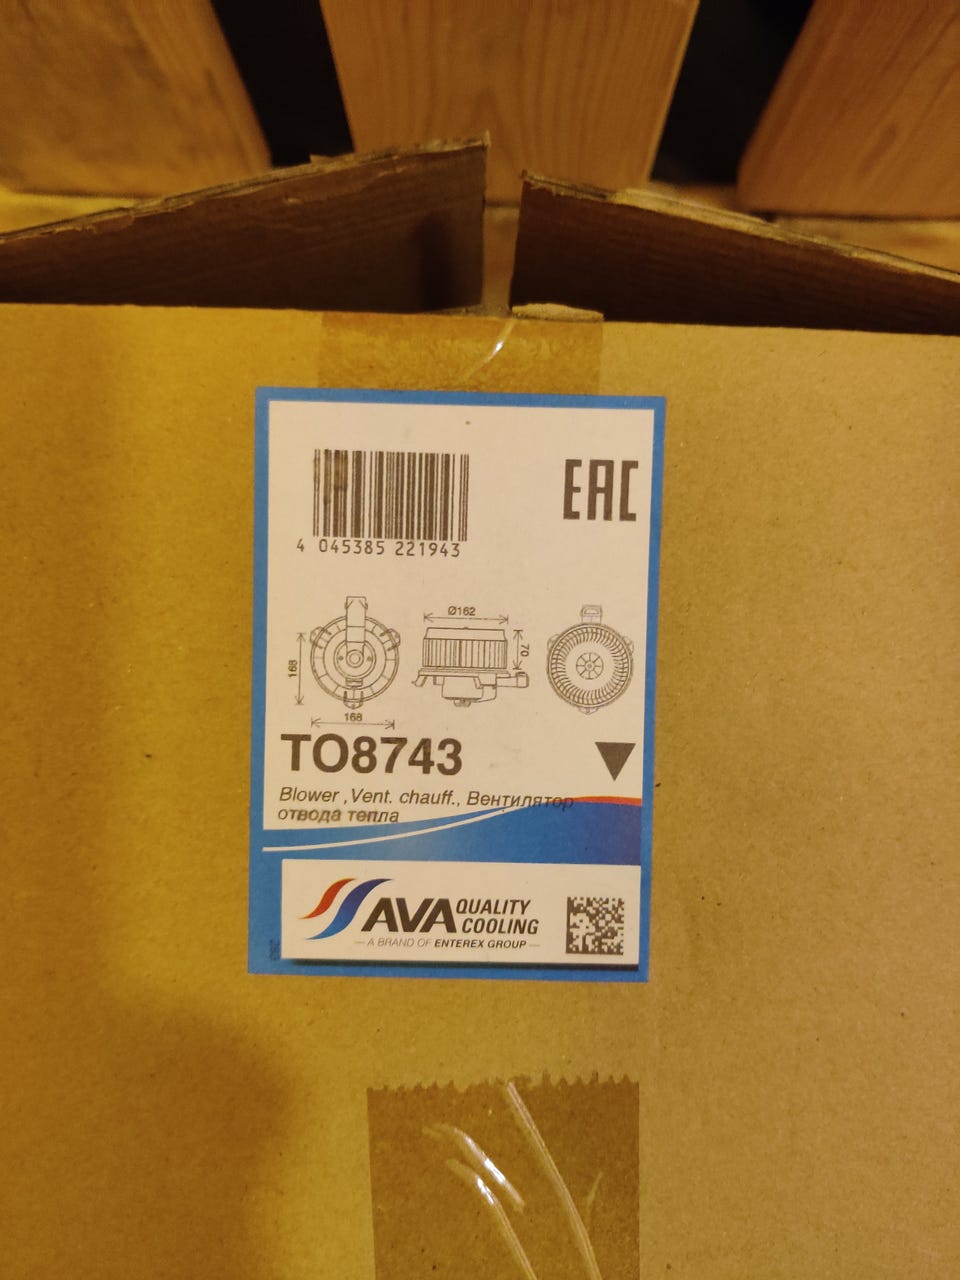 EAC
4 045385 221943
Ø162
168
70
168
TO8743
Blower ,Vent. chauff., Вентилятор
отвода тепла
AVA QUALITY
COOLING
A BRAND OF ENTEREX GROUP